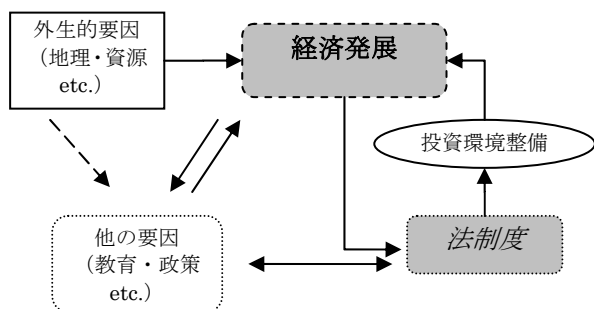 外生的要因
（地理・資源
etc.）
経済発展
投資環境整備
他の要因
（教育・政策
etc.）
法制度